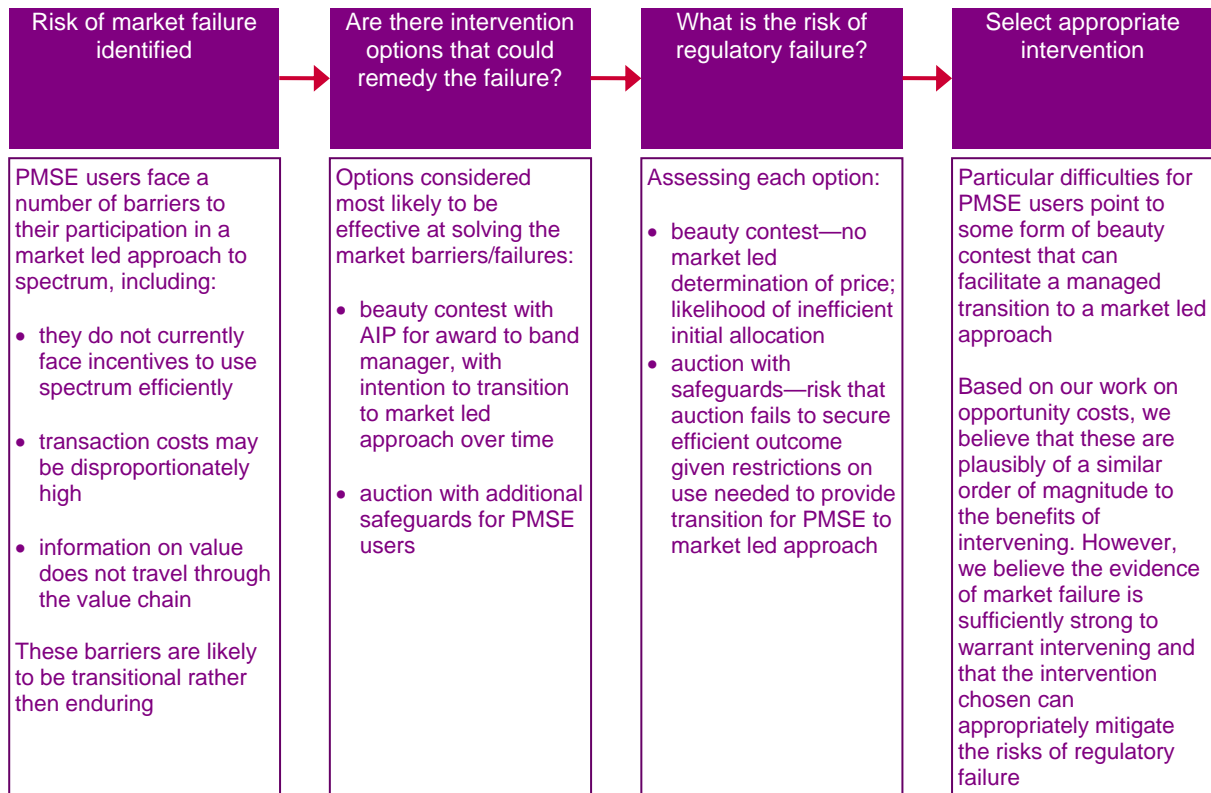 Risk of market failure
identified
Are there intervention
options that could
remedy the failure?
What is the risk of
regulatory failure?
Select appropriate
intervention
PMSE users face a
number of barriers to
their participation in a
market led approach to
spectrum, including:
• they do not currently
face incentives to use
spectrum efficiently
• transaction costs may
be disproportionately
high
• information on value
does not travel through
the value chain
These barriers are likely
to be transitional rather
then enduring
Options considered
most likely to be
effective at solving the
market barriers/failures:
• beauty contest with
AIP for award to band
manager, with
intention to transition
to market led
approach over time
• auction with additional
safeguards for PMSE
users
Assessing each option:
• beauty contest—no
market led
determination of price;
likelihood of inefficient
initial allocation
• auction with
safeguards—risk that
auction fails to secure
efficient outcome
given restrictions on
use needed to provide
transition for PMSE to
market led approach
Particular difficulties for
PMSE users point to
some form of beauty
contest that can
facilitate a managed
transition to a market led
approach
Based on our work on
opportunity costs, we
believe that these are
plausibly of a similar
order of magnitude to
the benefits of
intervening. However,
we believe the evidence
of market failure is
sufficiently strong to
warrant intervening and
that the intervention
chosen can
appropriately mitigate
the risks of regulatory
failure